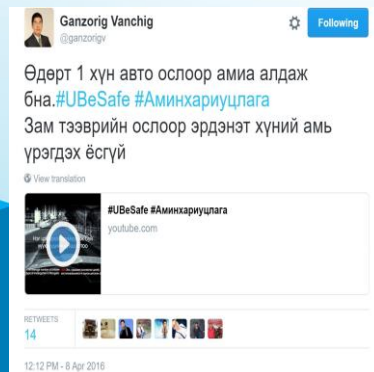 Ganzorig Vanchig
@ganzorigv
Following
Өдөрт 1 хүн авто ослоор амиа алдаж
бна.#UBeSafe #Аминхариуцлага
Зам тээврийн ослоор эрдэнэт хүний амь
үрэгдэх ёсгүй
View translation
#UBeSafe #Аминхариуцлага
youtube.com
RETWEETS
14
12:12 PM - 8 Apr 2016